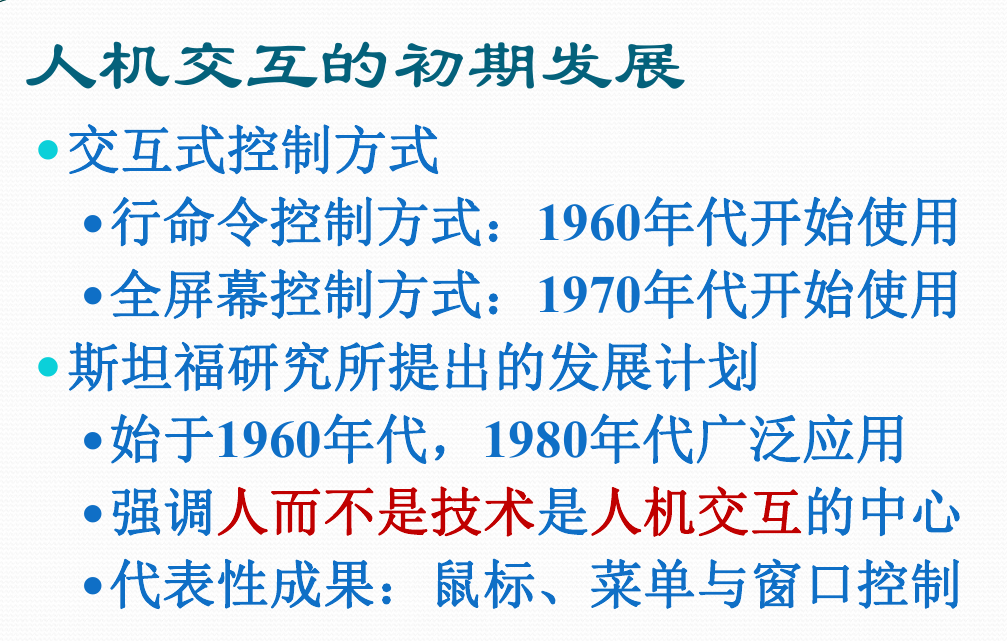 人机交互的初期发展
•交互式控制方式
•行命令控制方式：1960年代开始使用
•全屏幕控制方式：1970年代开始使用
•斯坦福研究所提出的发展计划
•始于1960年代，1980年代广泛应用
•强调人而不是技术是人机交互的中心
•代表性成果：鼠标、菜单与窗口控制